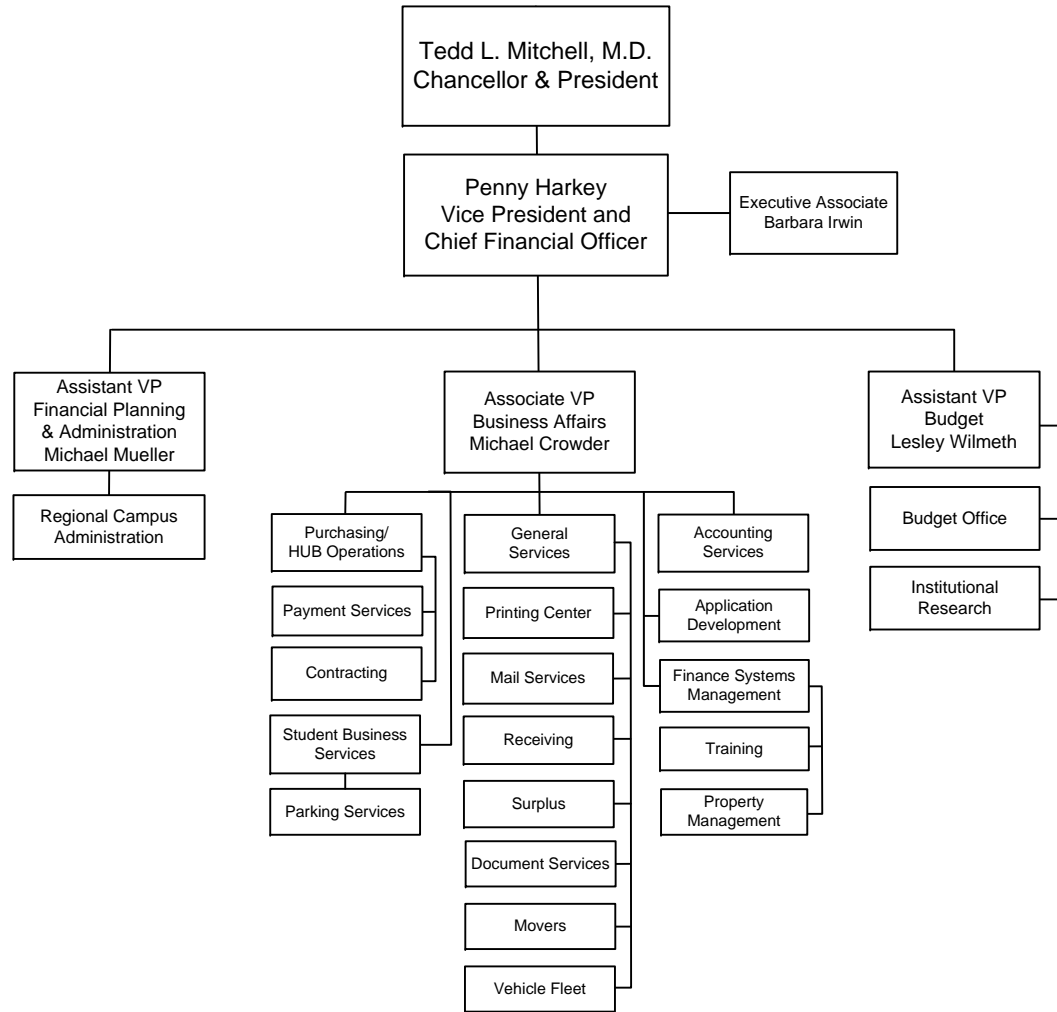 Tedd L. Mitchell, M.D.
Chancellor & President
Penny Harkey
Vice President and
Chief Financial Officer
Executive Associate
Barbara Irwin
Assistant VP
Financial Planning
& Administration
Michael Mueller
Regional Campus
Administration
Associate VP
Business Affairs
Michael Crowder
Purchasing/
HUB Operations
Payment Services
Contracting
Student Business
Services
Parking Services
General
Services
Printing Center
Mail Services
Receiving
Surplus
Document Services
Movers
Vehicle Fleet
Accounting
Services
Application
Development
Finance Systems
Management
Training
Property
Management
Assistant VP
Budget
Lesley Wilmeth
Budget Office
Institutional
Research